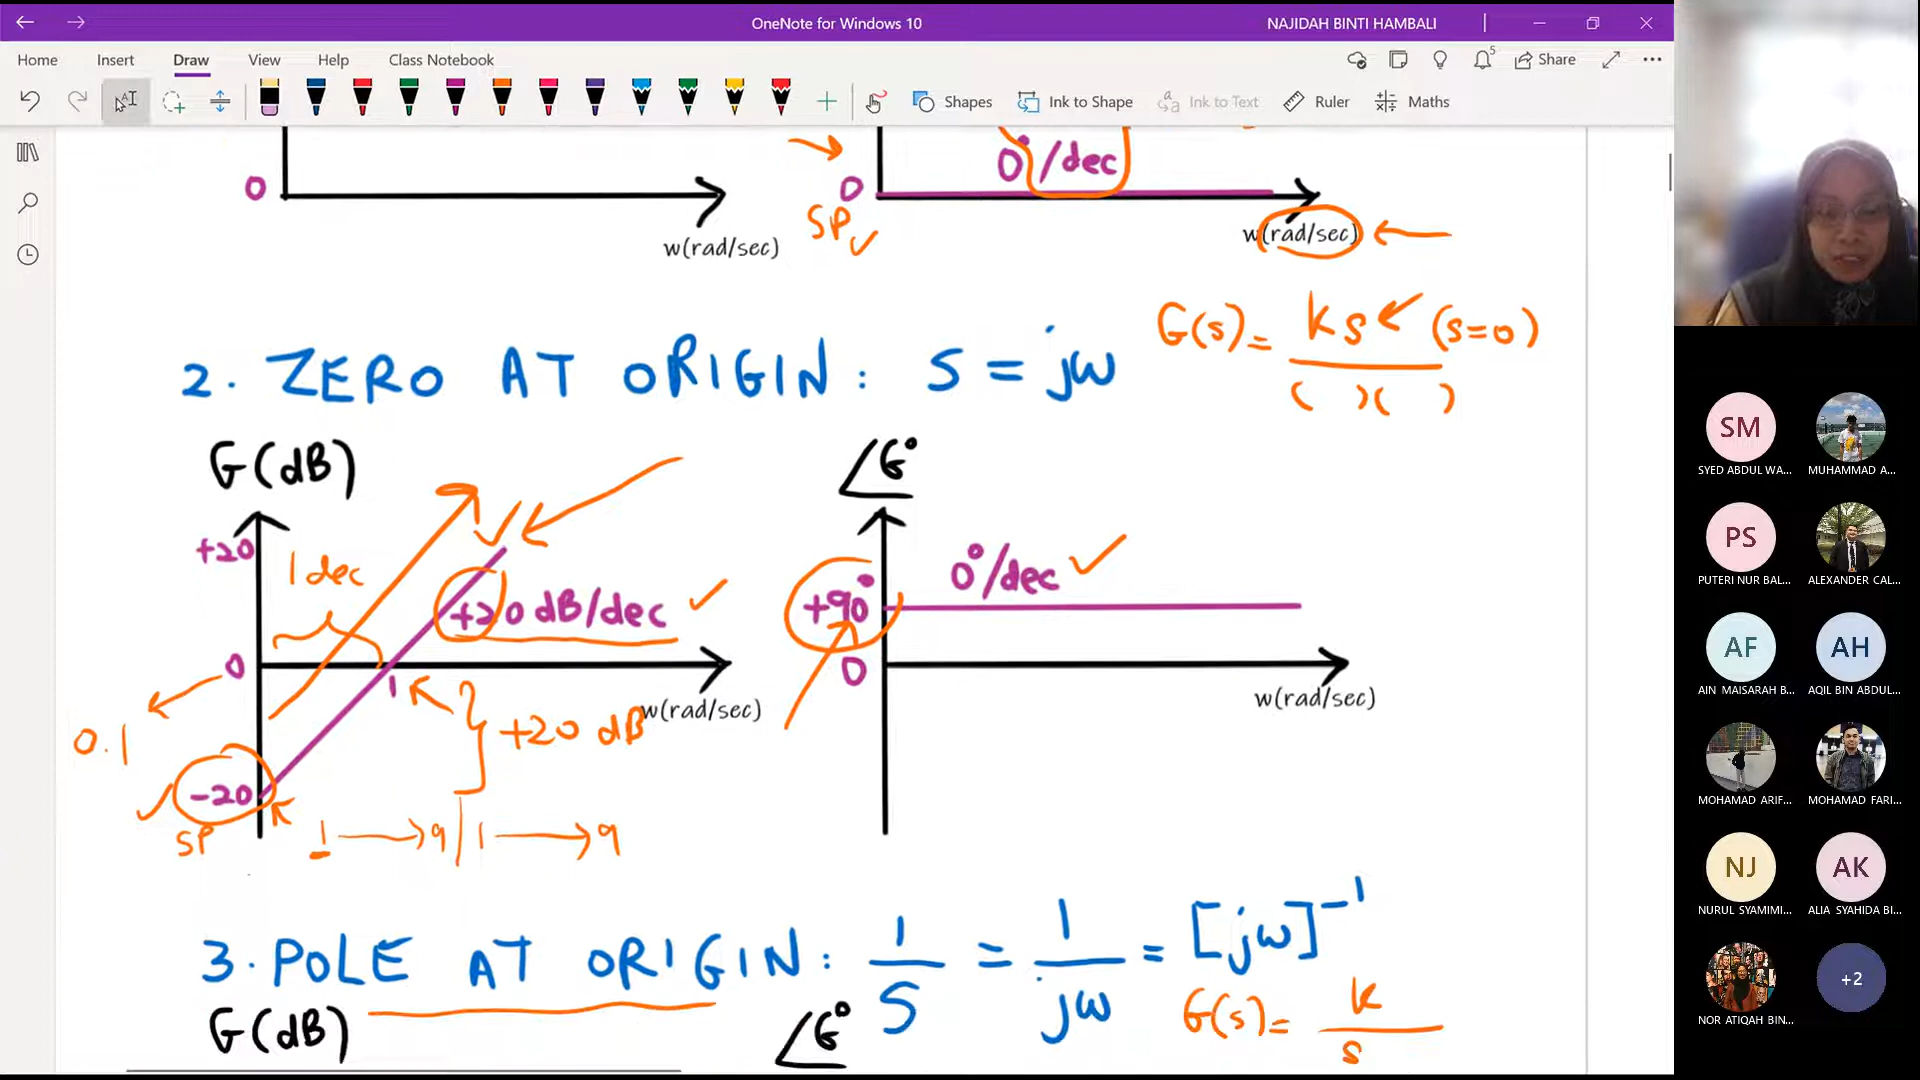 OneNote for Windows 10
NAJIDAH BINTI HAMBALI
Home Insert Draw View Help Class Notebook
5
Share
Shapes
Ink to Shape
Ink to Text
Ruler
Maths
0°/dec
0
0
SP
w(rad/sec)
w(rad/sec)
G(s) = ks (s=0)
( )( )
2. ZERO AT ORIGIN: S = jω
G(dB)
∠G°
+20
1 dec
+20 dB/dec
0
1
w(rad/sec)
+20 dB
0.1
-20
SP
1 → 9 | 1 → 9
0°/dec
+90°
0
w(rad/sec)
3. POLE AT ORIGIN: 1/S = 1/jω = [jω]⁻¹
G(dB)
∠G°
G(s) = k/s
SM
SYED ABDUL WA...
MUHAMMAD A...
PS
PUTERI NUR BAL...
ALEXANDER CAL...
AF
AIN MAISARAH B...
AH
AQIL BIN ABDUL...
MOHAMAD ARIF...
MOHAMAD FARI...
NJ
NURUL SYAMIMI...
AK
ALIA SYAHIDA BI...
NOR ATIQAH BIN...
+2